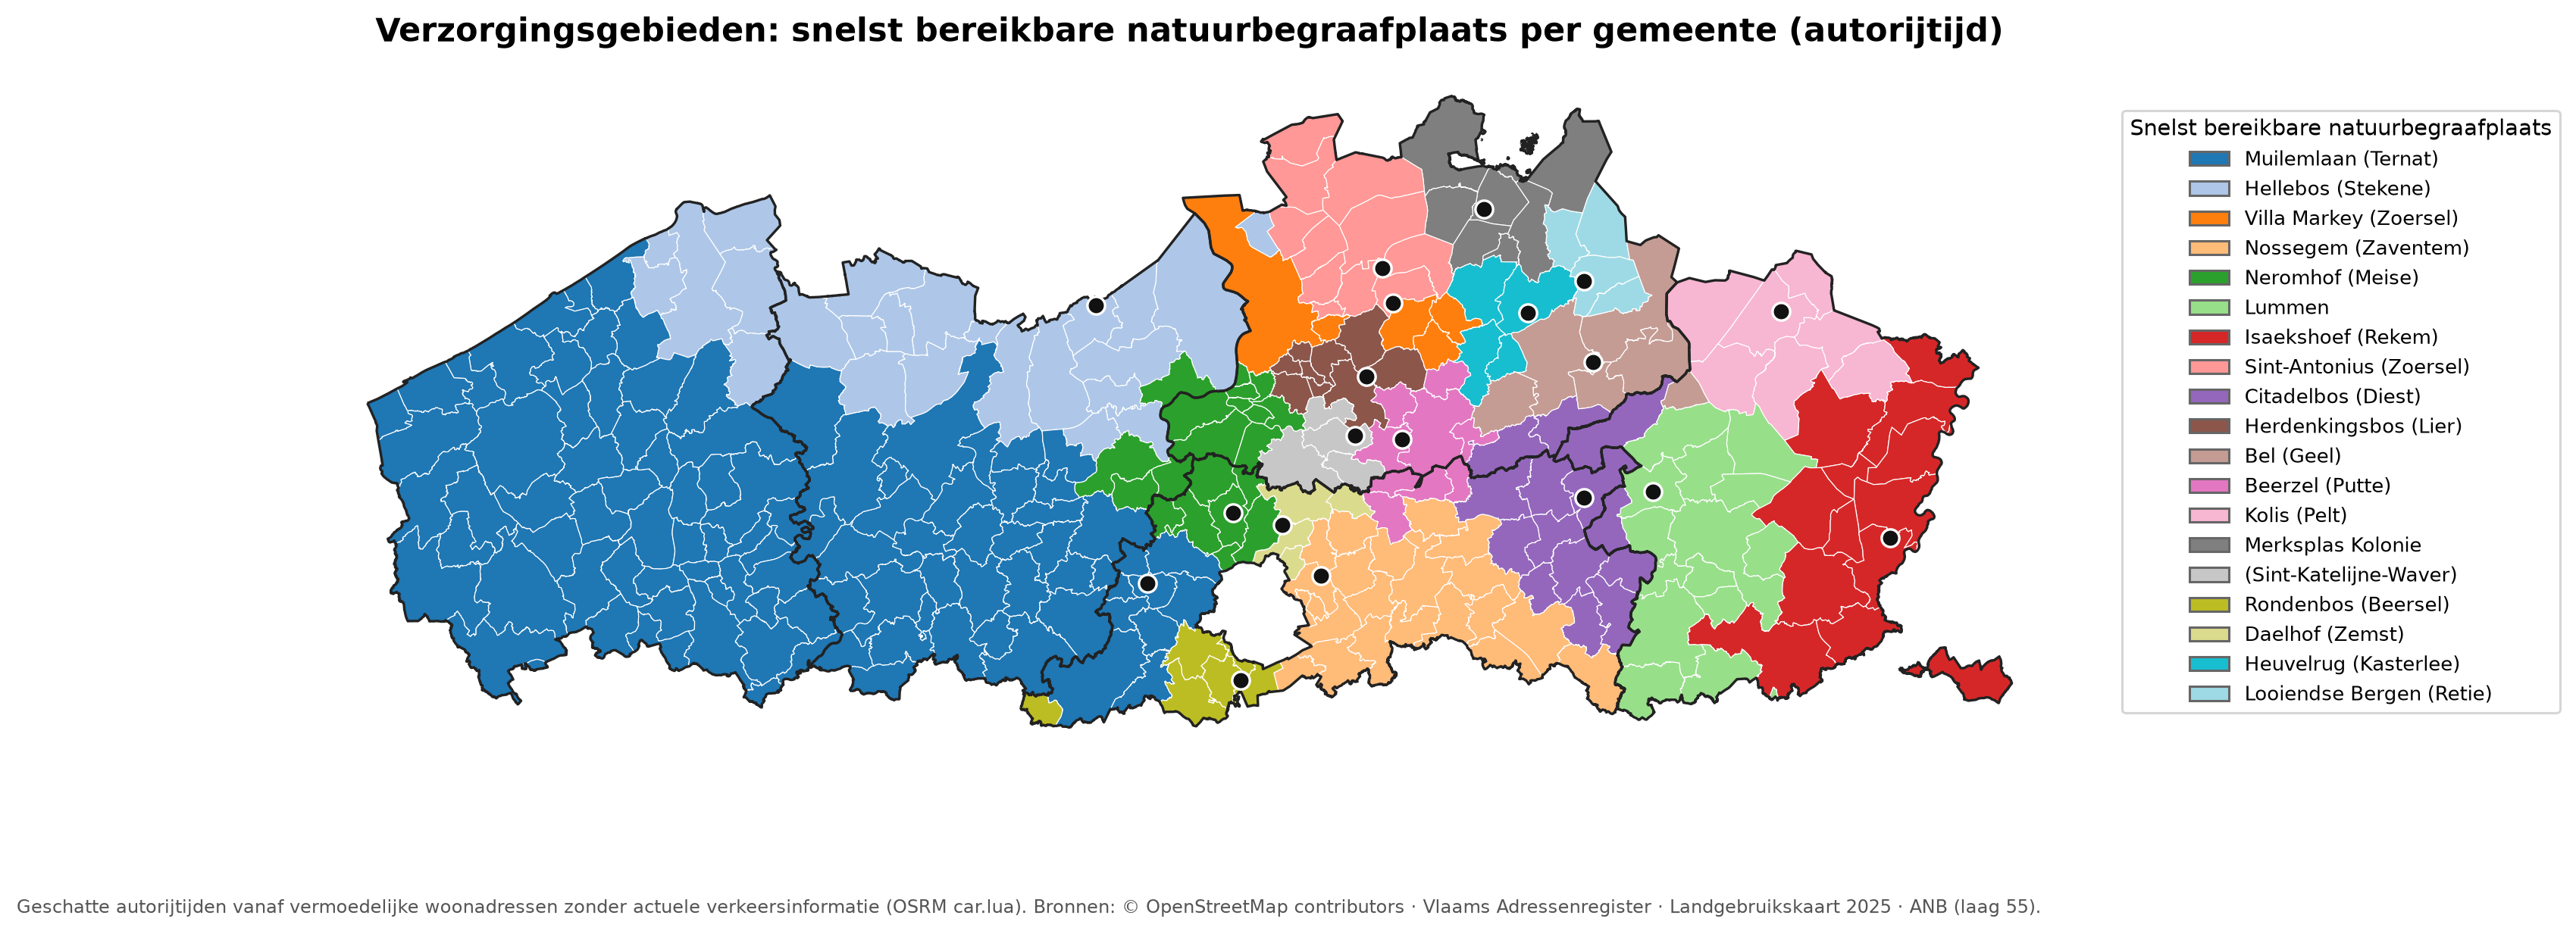 Verzorgingsgebieden: snelst bereikbare natuurbegraafplaats per gemeente (autorijtijd)
Snelst bereikbare natuurbegraafplaats
Muilemlaan (Ternat)
Hellebos (Stekene)
Villa Markey (Zoersel)
Nossegem (Zaventem)
Neromhof (Meise)
Lummen
Isaekshoef (Rekem)
Sint-Antonius (Zoersel)
Citadelbos (Diest)
Herdenkingsbos (Lier)
Bel (Geel)
Beerzel (Putte)
Kolis (Pelt)
Merksplas Kolonie
(Sint-Katelijne-Waver)
Rondenbos (Beersel)
Daelhof (Zemst)
Heuvelrug (Kasterlee)
Looiendse Bergen (Retie)
Geschatte autorijtijden vanaf vermoedelijke woonadressen zonder actuele verkeersinformatie (OSRM car.lua). Bronnen: © OpenStreetMap contributors · Vlaams Adressenregister · Landgebruikskaart 2025 · ANB (laag 55).